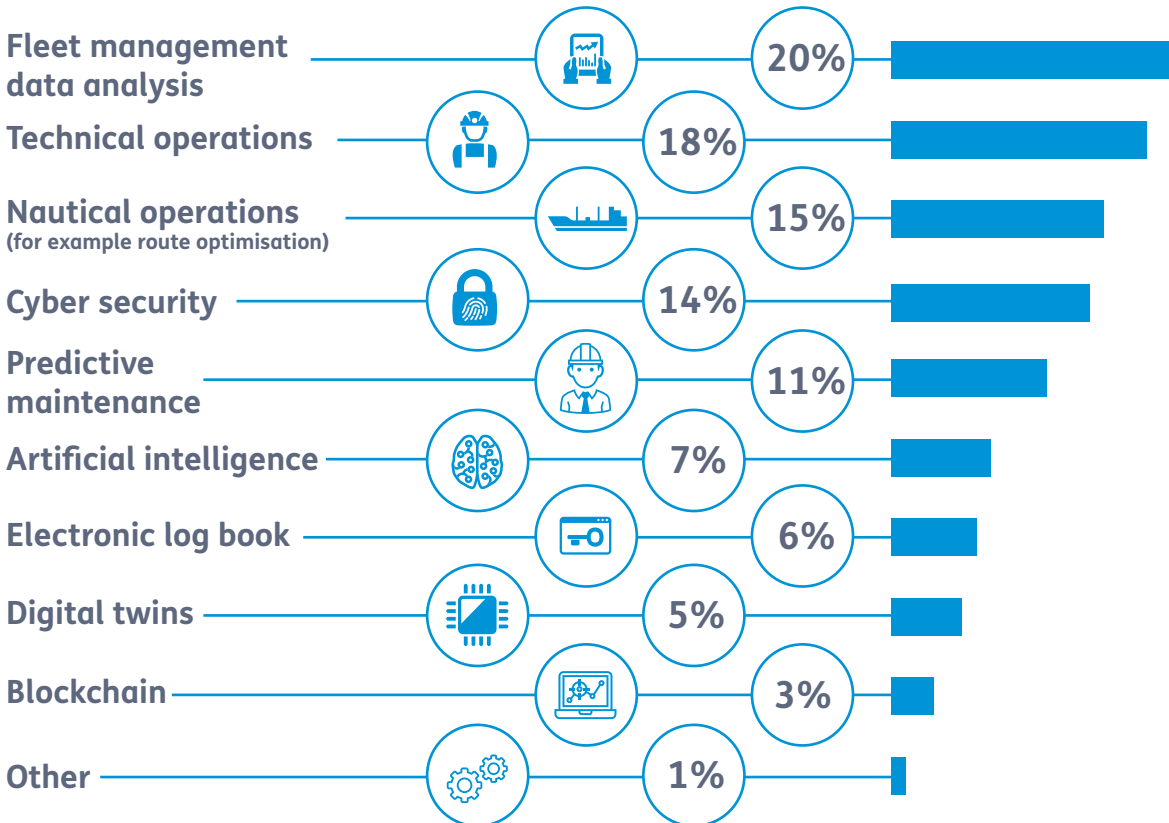 Fleet management
data analysis
20%
Technical operations
18%
Nautical operations
(for example route optimisation)
15%
Cyber security
14%
Predictive
maintenance
11%
Artificial intelligence
7%
Electronic log book
6%
Digital twins
5%
Blockchain
3%
Other
1%